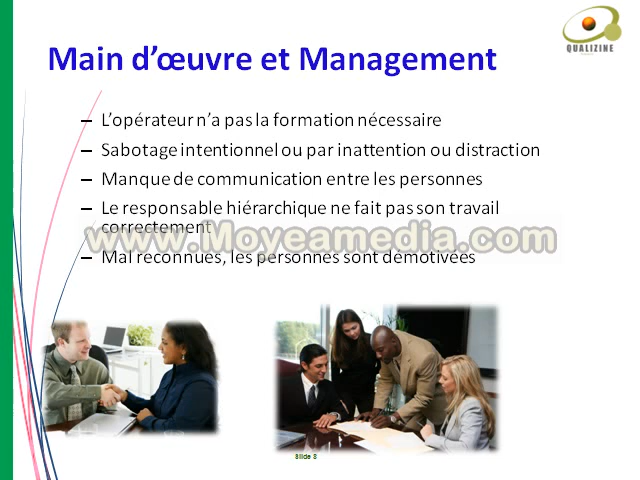 QUALIZINE
Main d’œuvre et Management
– L’opérateur n’a pas la formation nécessaire
– Sabotage intentionnel ou par inattention ou distraction
– Manque de communication entre les personnes
– Le responsable hiérarchique ne fait pas son travail
correctement
www.Moyeamedia.com
– Mal reconnues, les personnes sont démotivées
Slide 8